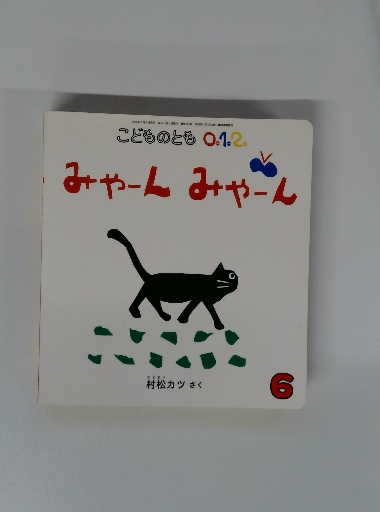 こどものとも 0.1.2.
みゃーん みゃーん
村松カツ さく
6